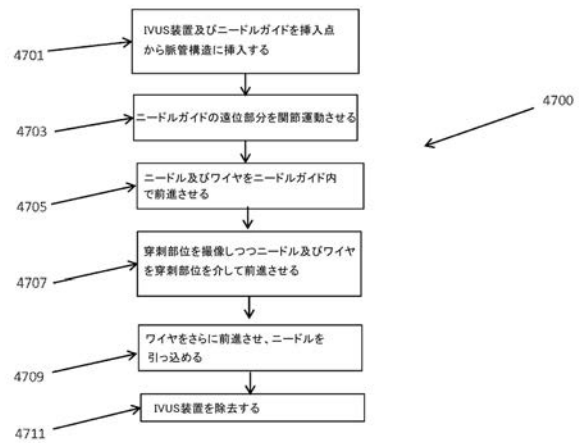 IVUS装置及びニードルガイドを挿入点
から脈管構造に挿入する
4701
4700
ニードルガイドの遠位部分を関節運動させる
4703
ニードル及びワイヤをニードルガイド内
で前進させる
4705
穿刺部位を撮像しつつニードル及びワイヤ
を穿刺部位を介して前進させる
4707
ワイヤをさらに前進させ、ニードルを
引っ込める
4709
IVUS装置を除去する
4711